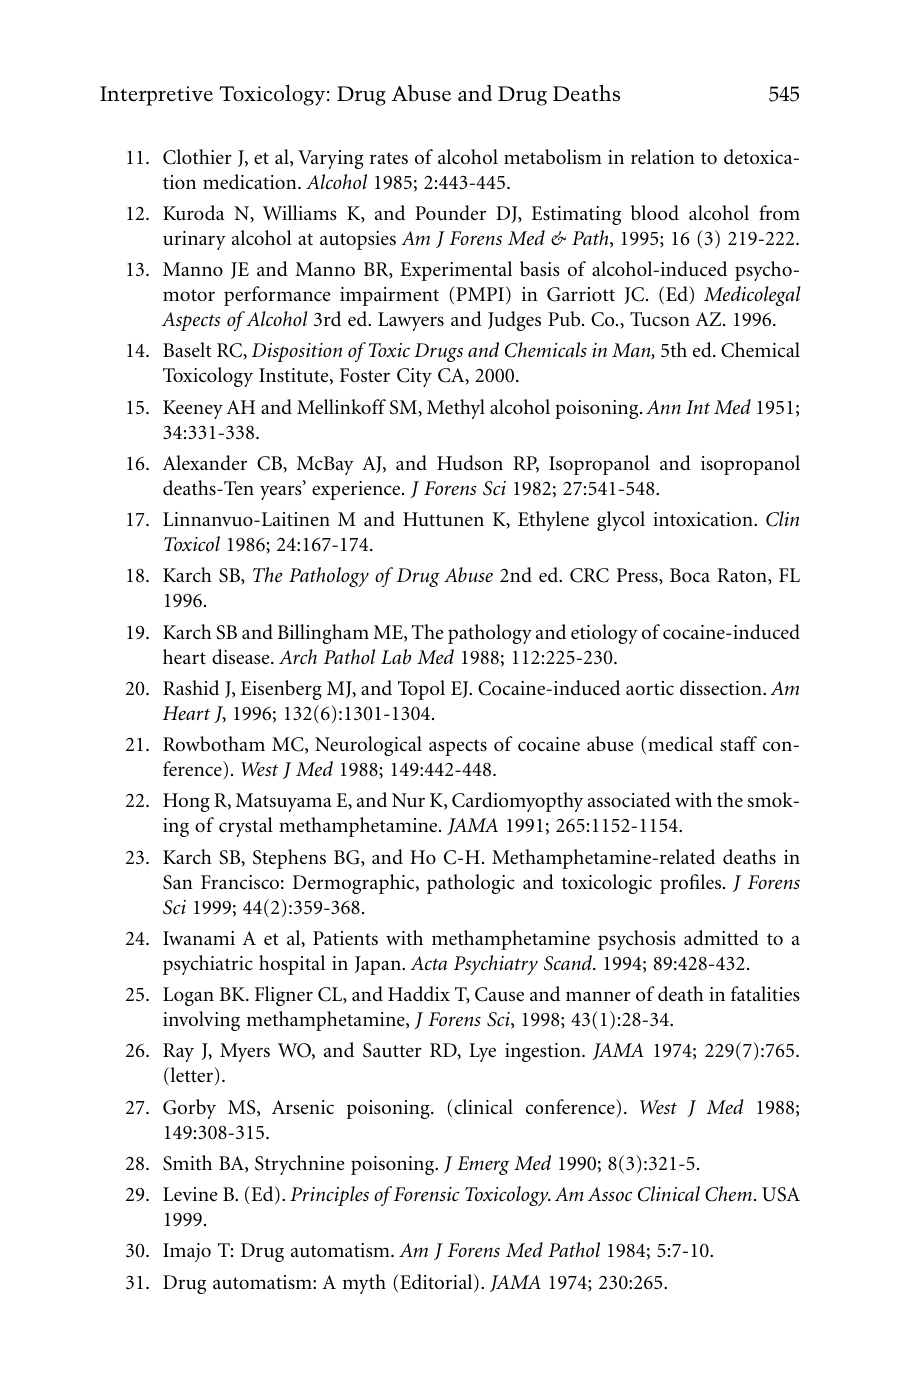 Interpretive Toxicology: Drug Abuse and Drug Deaths 545
11. Clothier J, et al, Varying rates of alcohol metabolism in relation to detoxica-
tion medication. Alcohol 1985; 2:443-445.
12. Kuroda N, Williams K, and Pounder DJ, Estimating blood alcohol from
urinary alcohol at autopsies Am J Forens Med & Path, 1995; 16 (3) 219-222.
13. Manno JE and Manno BR, Experimental basis of alcohol-induced psycho-
motor performance impairment (PMPI) in Garriott JC. (Ed) Medicolegal
Aspects of Alcohol 3rd ed. Lawyers and Judges Pub. Co., Tucson AZ. 1996.
14. Baselt RC, Disposition of Toxic Drugs and Chemicals in Man, 5th ed. Chemical
Toxicology Institute, Foster City CA, 2000.
15. Keeney AH and Mellinkoff SM, Methyl alcohol poisoning. Ann Int Med 1951;
34:331-338.
16. Alexander CB, McBay AJ, and Hudson RP, Isopropanol and isopropanol
deaths-Ten years’ experience. J Forens Sci 1982; 27:541-548.
17. Linnanvuo-Laitinen M and Huttunen K, Ethylene glycol intoxication. Clin
Toxicol 1986; 24:167-174.
18. Karch SB, The Pathology of Drug Abuse 2nd ed. CRC Press, Boca Raton, FL
1996.
19. Karch SB and Billingham ME, The pathology and etiology of cocaine-induced
heart disease. Arch Pathol Lab Med 1988; 112:225-230.
20. Rashid J, Eisenberg MJ, and Topol EJ. Cocaine-induced aortic dissection. Am
Heart J, 1996; 132(6):1301-1304.
21. Rowbotham MC, Neurological aspects of cocaine abuse (medical staff con-
ference). West J Med 1988; 149:442-448.
22. Hong R, Matsuyama E, and Nur K, Cardiomyopthy associated with the smok-
ing of crystal methamphetamine. JAMA 1991; 265:1152-1154.
23. Karch SB, Stephens BG, and Ho C-H. Methamphetamine-related deaths in
San Francisco: Dermographic, pathologic and toxicologic profiles. J Forens
Sci 1999; 44(2):359-368.
24. Iwanami A et al, Patients with methamphetamine psychosis admitted to a
psychiatric hospital in Japan. Acta Psychiatry Scand. 1994; 89:428-432.
25. Logan BK. Fligner CL, and Haddix T, Cause and manner of death in fatalities
involving methamphetamine, J Forens Sci, 1998; 43(1):28-34.
26. Ray J, Myers WO, and Sautter RD, Lye ingestion. JAMA 1974; 229(7):765.
(letter).
27. Gorby MS, Arsenic poisoning. (clinical conference). West J Med 1988;
149:308-315.
28. Smith BA, Strychnine poisoning. J Emerg Med 1990; 8(3):321-5.
29. Levine B. (Ed). Principles of Forensic Toxicology. Am Assoc Clinical Chem. USA
1999.
30. Imajo T: Drug automatism. Am J Forens Med Pathol 1984; 5:7-10.
31. Drug automatism: A myth (Editorial). JAMA 1974; 230:265.